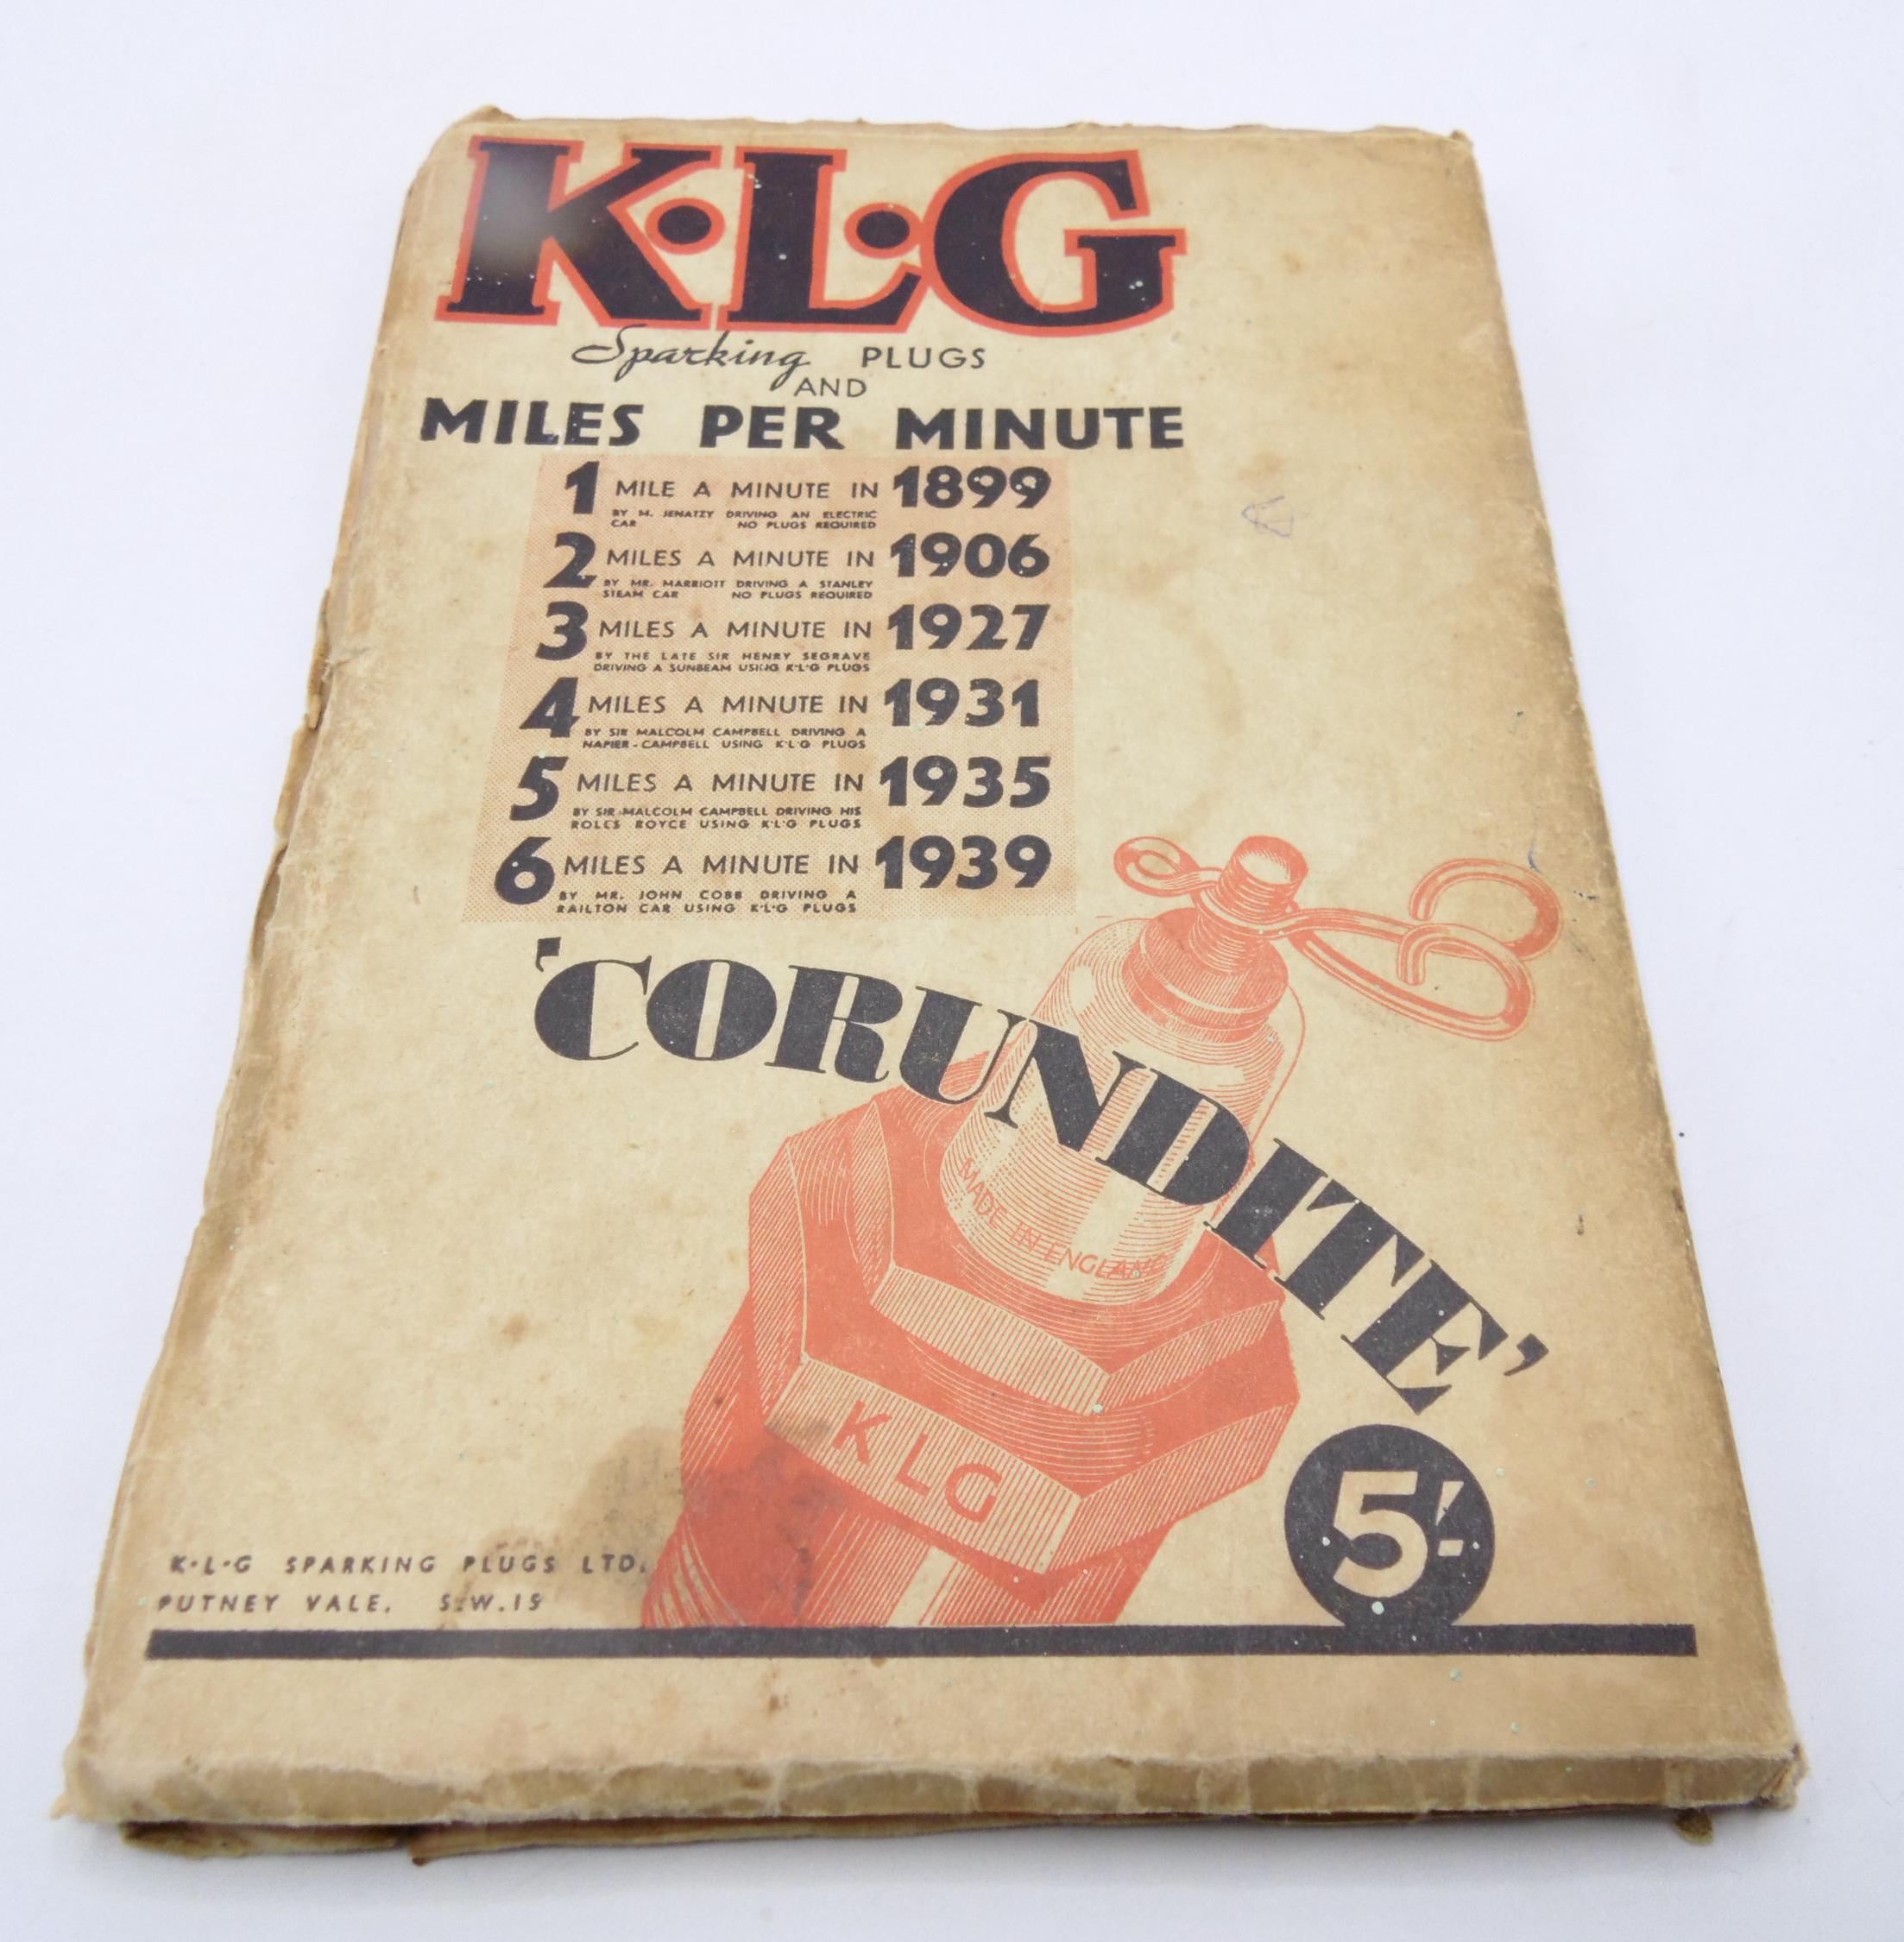 K·L·G
Sparking PLUGS
AND
MILES PER MINUTE
1 MILE A MINUTE IN 1899
BY M. JENATZY DRIVING AN ELECTRIC
CAR NO PLUGS REQUIRED
2 MILES A MINUTE IN 1906
BY MR. MARRIOTT DRIVING A STANLEY
STEAM CAR NO PLUGS REQUIRED
3 MILES A MINUTE IN 1927
BY THE LATE SIR HENRY SEGRAVE
DRIVING A SUNBEAM USING K·L·G PLUGS
4 MILES A MINUTE IN 1931
BY SIR MALCOLM CAMPBELL DRIVING A
NAPIER-CAMPBELL USING K·L·G PLUGS
5 MILES A MINUTE IN 1935
BY SIR MALCOLM CAMPBELL DRIVING HIS
ROLLS ROYCE USING K·L·G PLUGS
6 MILES A MINUTE IN 1939
BY MR. JOHN COBB DRIVING A
RAILTON CAR USING K·L·G PLUGS
'CORUNDITE'
MADE IN ENGLAND
KLG
5/-
K·L·G SPARKING PLUGS LTD.
PUTNEY VALE. S.W.15